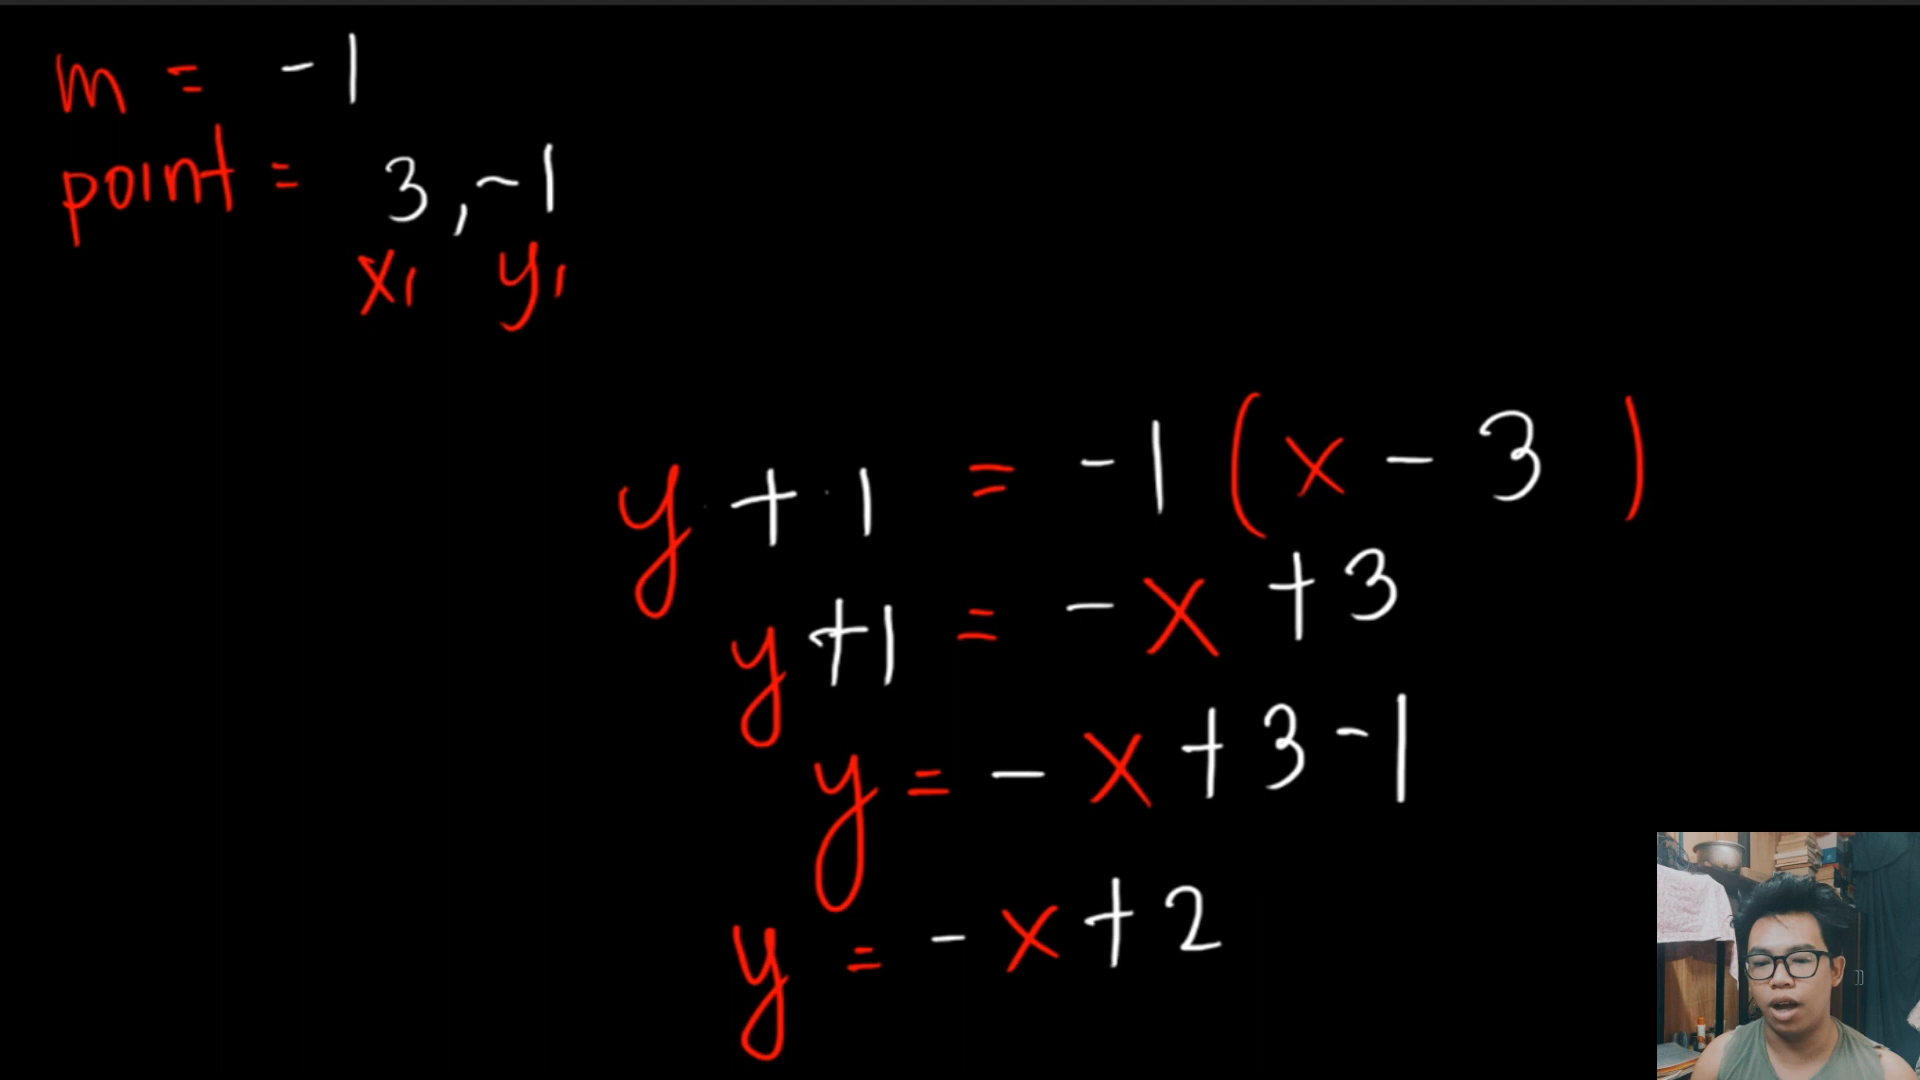 m = -1
point = 3, -1
x₁ y₁
y + 1 = -1 (x - 3 )
y +1 = - x + 3
y = - x + 3 - 1
y = - x + 2